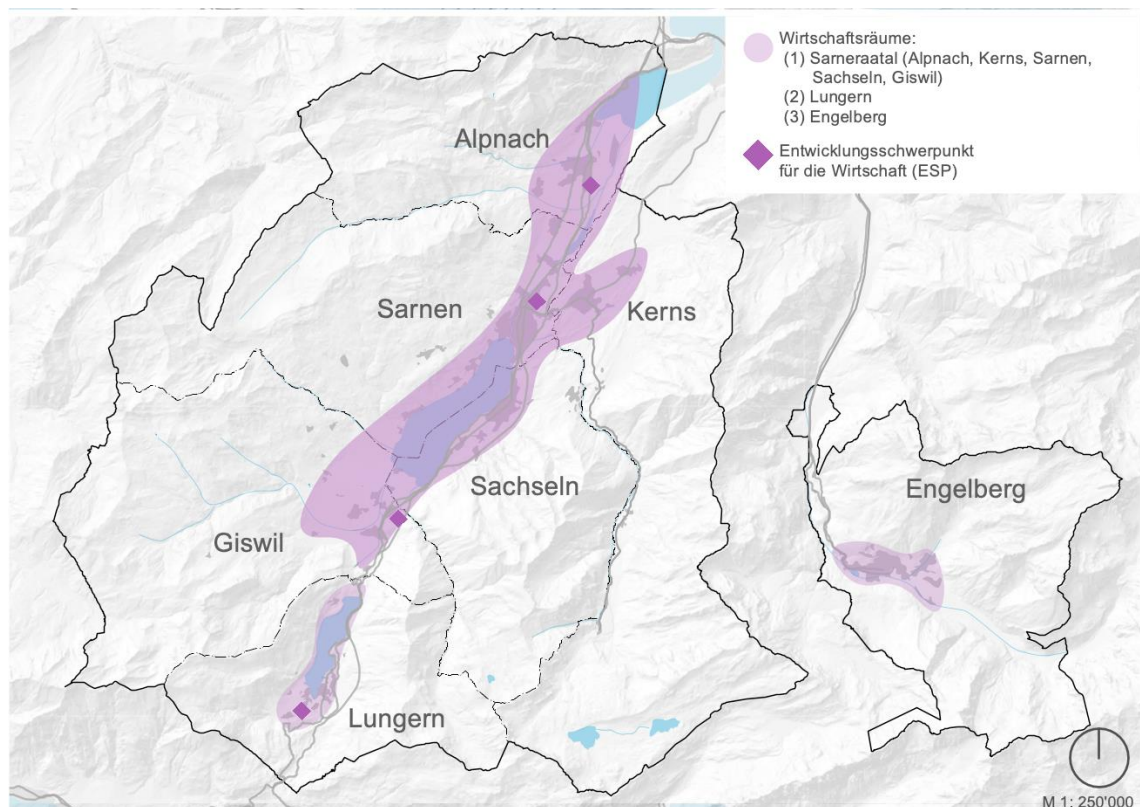 Wirtschaftsräume:
(1) Sarneraatal (Alpnach, Kerns, Sarnen,
Sachseln, Giswil)
(2) Lungern
(3) Engelberg
Entwicklungsschwerpunkt
für die Wirtschaft (ESP)
Alpnach
Sarnen
Kerns
Sachseln
Engelberg
Giswil
Lungern
M 1: 250'000